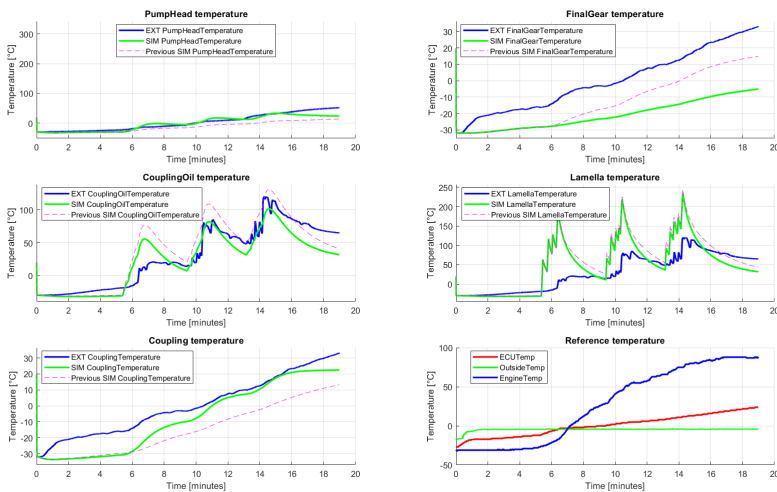 PumpHead temperature
Temperature [°C]
300
200
100
0
EXT PumpHeadTemperature
SIM PumpHeadTemperature
Previous SIM PumpHeadTemperature
0 2 4 6 8 10 12 14 16 18 20
Time [minutes]
FinalGear temperature
Temperature [°C]
30
20
10
0
-10
-20
-30
EXT FinalGearTemperature
SIM FinalGearTemperature
Previous SIM FinalGearTemperature
0 2 4 6 8 10 12 14 16 18 20
Time [minutes]
CouplingOil temperature
Temperature [°C]
100
50
0
EXT CouplingOilTemperature
SIM CouplingOilTemperature
Previous SIM CouplingOilTemperature
0 2 4 6 8 10 12 14 16 18 20
Time [minutes]
Lamella temperature
Temperature [°C]
250
200
150
100
50
0
EXT LamellaTemperature
SIM LamellaTemperature
Previous SIM LamellaTemperature
0 2 4 6 8 10 12 14 16 18 20
Time [minutes]
Coupling temperature
Temperature [°C]
30
20
10
0
-10
-20
-30
EXT CouplingTemperature
SIM CouplingTemperature
Previous SIM CouplingTemperature
0 2 4 6 8 10 12 14 16 18 20
Time [minutes]
Reference temperature
Temperature [°C]
100
50
0
-50
ECUTemp
OutsideTemp
EngineTemp
0 2 4 6 8 10 12 14 16 18 20
Time [minutes]